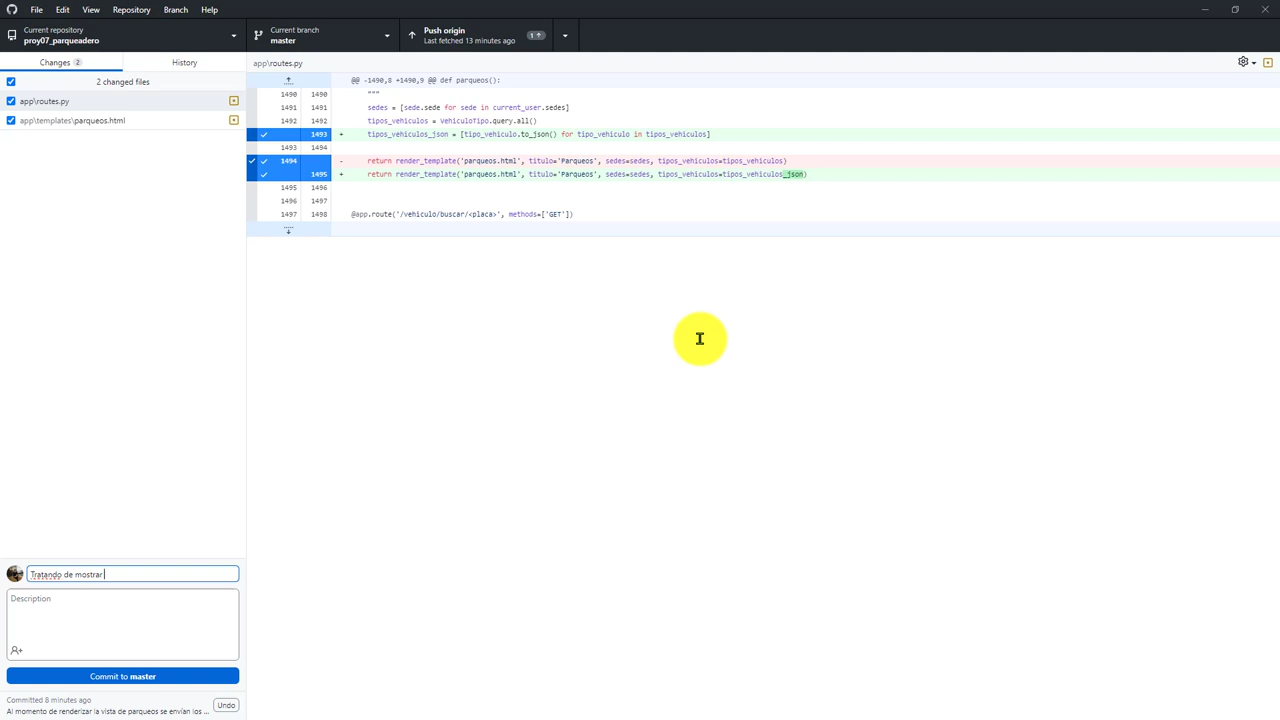 File Edit View Repository Branch Help
Current repository
proy07_parqueadero
Current branch
master
Push origin
Last fetched 13 minutes ago
1
Changes 2
History
app\routes.py
2 changed files
app\routes.py
app\templates\parqueos.html
@@ -1490,8 +1490,9 @@ def parqueos():
1490 1490 """
1491 1491 sedes = [sede.sede for sede in current_user.sedes]
1492 1492 tipos_vehiculos = VehiculoTipo.query.all()
1493 + tipos_vehiculos_json = [tipo_vehiculo.to_json() for tipo_vehiculo in tipos_vehiculos]
1493 1494
1494 - return render_template('parqueos.html', titulo='Parqueos', sedes=sedes, tipos_vehiculos=tipos_vehiculos)
1495 + return render_template('parqueos.html', titulo='Parqueos', sedes=sedes, tipos_vehiculos=tipos_vehiculos_json)
1495 1496
1496 1497
1497 1498 @app.route('/vehiculo/buscar/<placa>', methods=['GET'])
Tratando de mostrar
Description
Commit to master
Committed 8 minutes ago
Al momento de renderizar la vista de parqueos se envían los ...
Undo